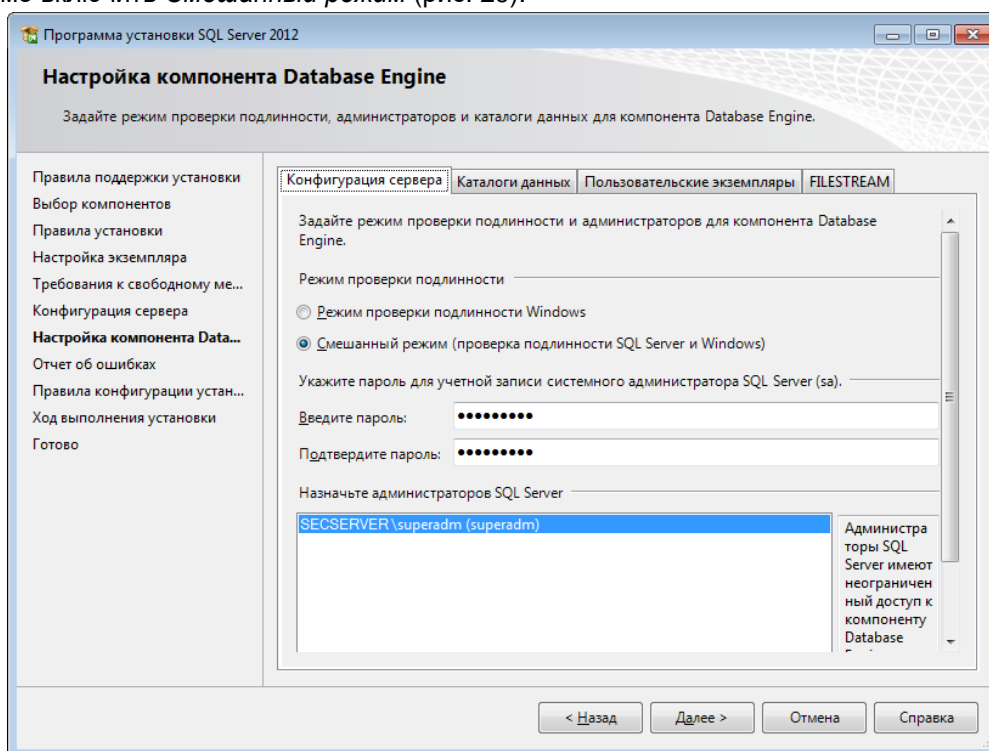 включить Смешанный режим (рис. 28).
Программа установки SQL Server 2012
Настройка компонента Database Engine
Задайте режим проверки подлинности, администраторов и каталоги данных для компонента Database Engine.
Правила поддержки установки
Выбор компонентов
Правила установки
Настройка экземпляра
Требования к свободному ме...
Конфигурация сервера
Настройка компонента Data...
Отчет об ошибках
Правила конфигурации устан...
Ход выполнения установки
Готово
Конфигурация сервера Каталоги данных Пользовательские экземпляры FILESTREAM
Задайте режим проверки подлинности и администраторов для компонента Database
Engine.
Режим проверки подлинности
Режим проверки подлинности Windows
Смешанный режим (проверка подлинности SQL Server и Windows)
Укажите пароль для учетной записи системного администратора SQL Server (sa).
Введите пароль: •••••••••
Подтвердите пароль: •••••••••
Назначьте администраторов SQL Server
SECSERVER\superadm (superadm)
Администра
торы SQL
Server имеют
неограничен
ный доступ к
компоненту
Database
< Назад Далее > Отмена Справка